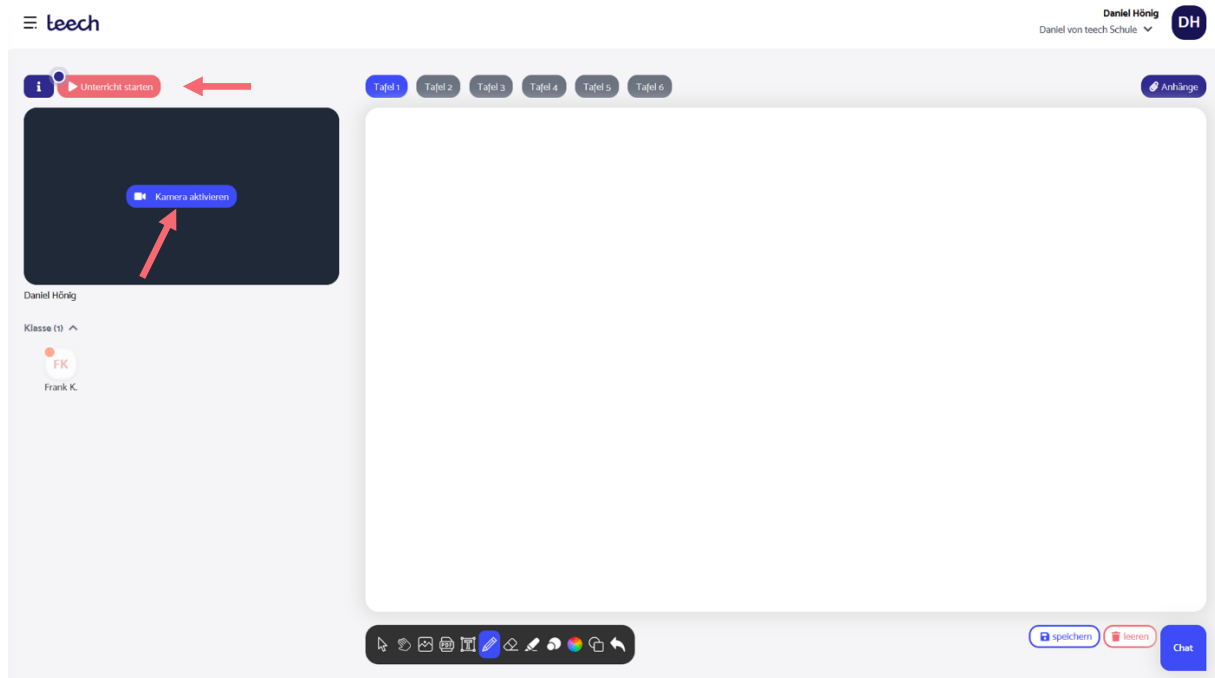 teech
Daniel Hönig
Daniel von teech Schule
DH
i
Unterricht starten
Tafel 1
Tafel 2
Tafel 3
Tafel 4
Tafel 5
Tafel 6
Anhänge
Kamera aktivieren
Daniel Hönig
Klasse (1)
FK
Frank K.
PDF
T
speichern
leeren
Chat